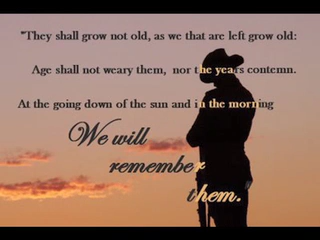 "They shall grow not old, as we that are left grow old:
Age shall not weary them, nor the years contemn.
At the going down of the sun and in the morning
We will
remember
them."